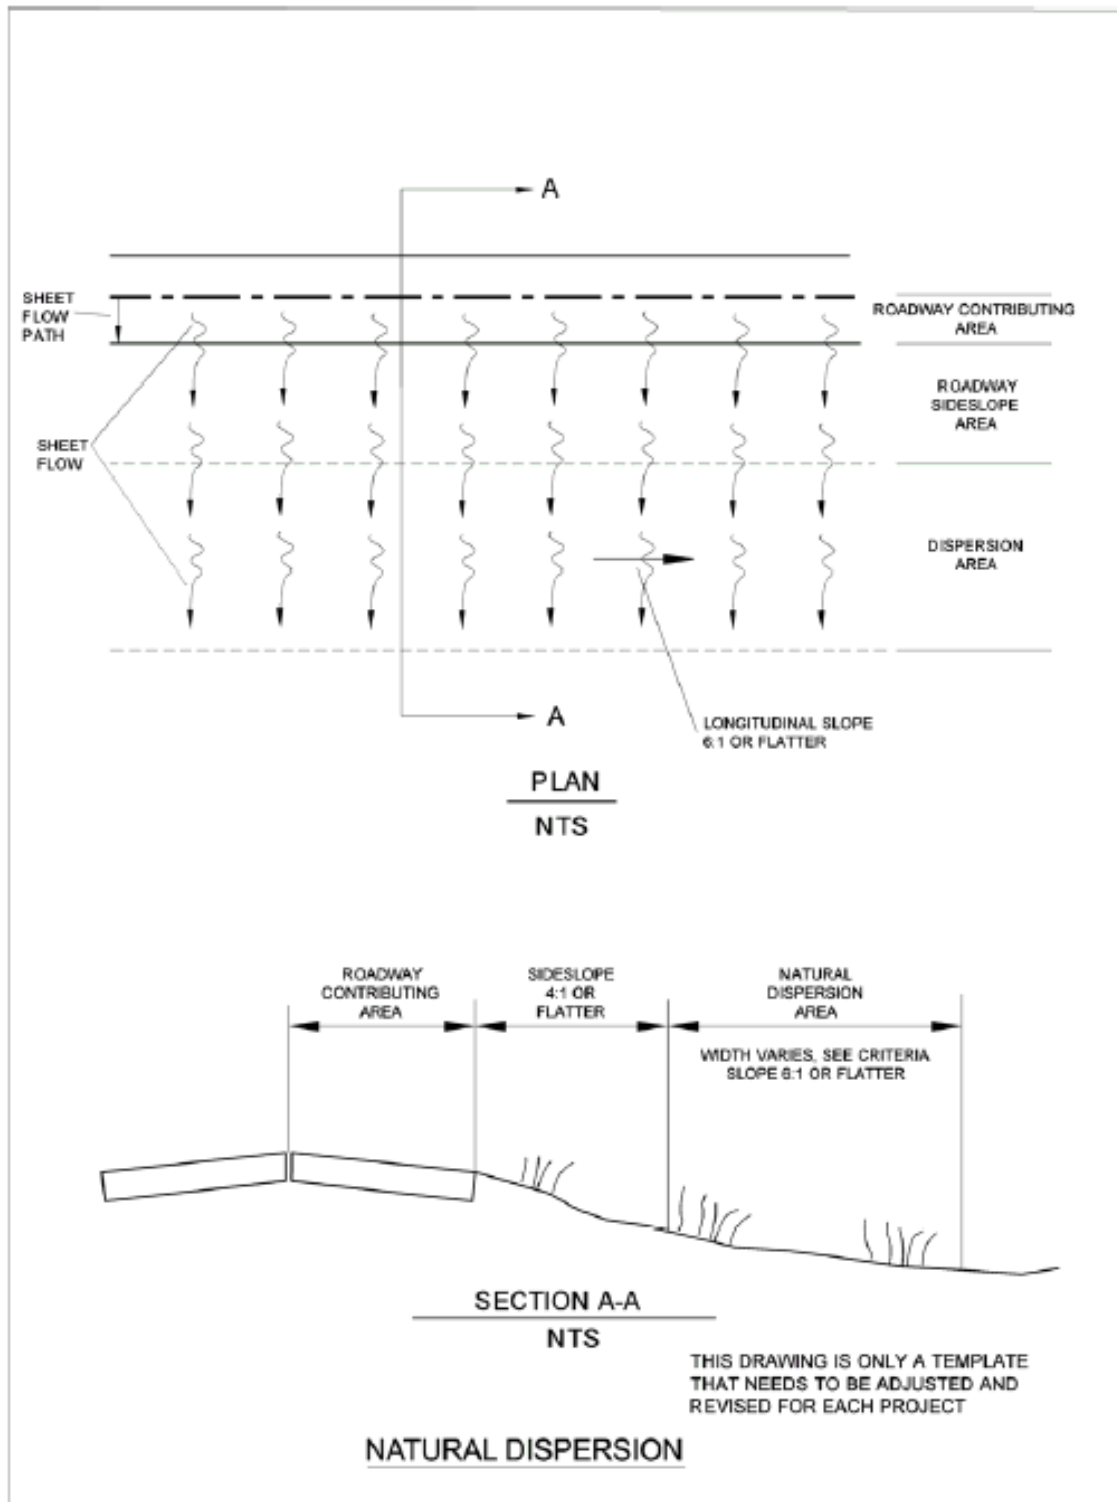 A
SHEET
FLOW
PATH
ROADWAY CONTRIBUTING
AREA
ROADWAY
SIDESLOPE
AREA
SHEET
FLOW
DISPERSION
AREA
A
LONGITUDINAL SLOPE
6:1 OR FLATTER
PLAN
NTS
ROADWAY
CONTRIBUTING
AREA
SIDESLOPE
4:1 OR
FLATTER
NATURAL
DISPERSION
AREA
WIDTH VARIES, SEE CRITERIA
SLOPE 6:1 OR FLATTER
SECTION A-A
NTS
THIS DRAWING IS ONLY A TEMPLATE
THAT NEEDS TO BE ADJUSTED AND
REVISED FOR EACH PROJECT
NATURAL DISPERSION